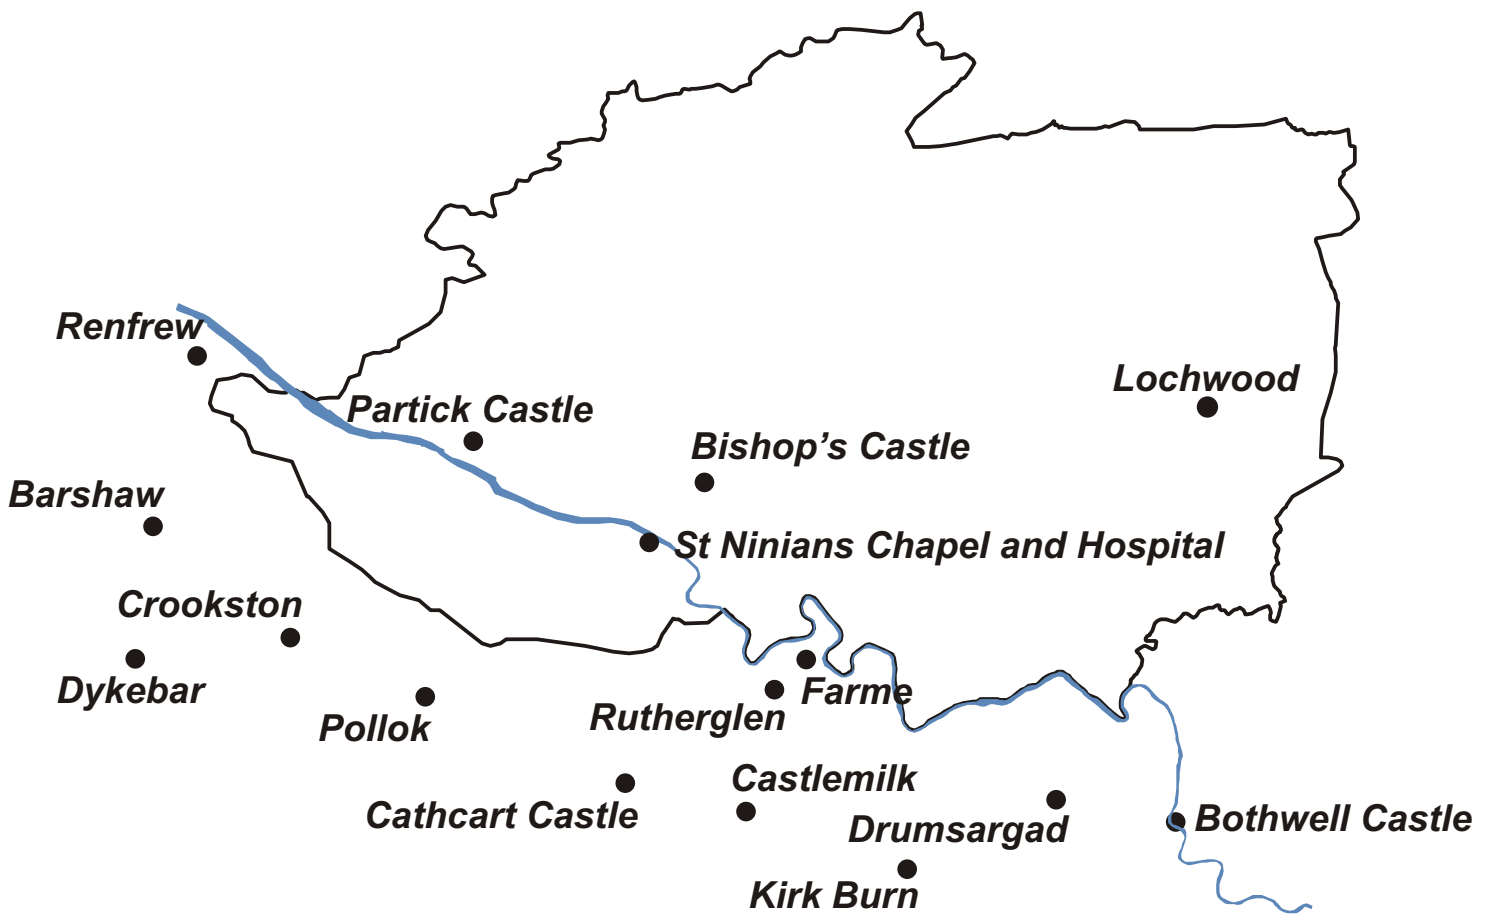 Renfrew
Lochwood
Partick Castle
Bishop’s Castle
Barshaw
St Ninians Chapel and Hospital
Crookston
Dykebar
Farme
Rutherglen
Pollok
Castlemilk
Cathcart Castle
Bothwell Castle
Drumsargad
Kirk Burn